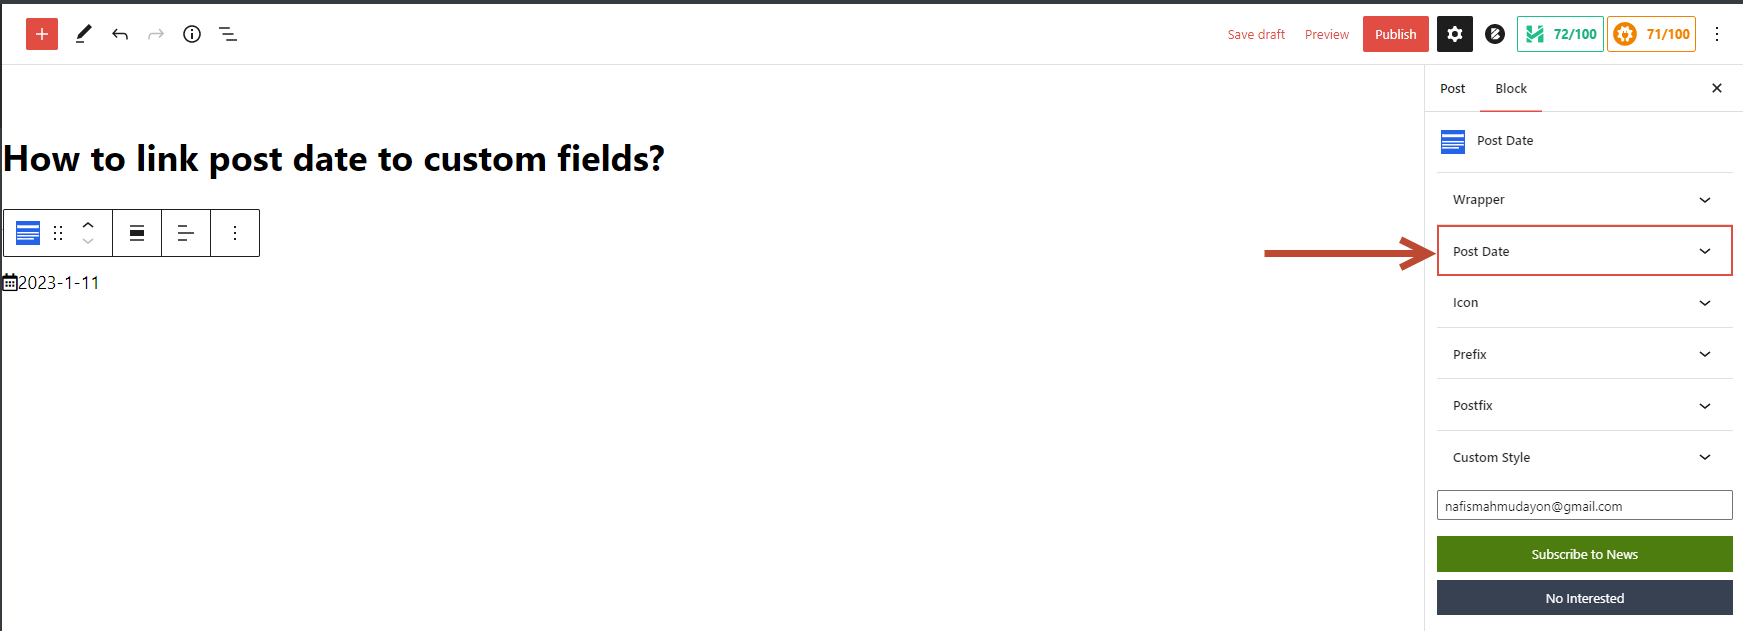 Save draft
Preview
Publish
72/100
71/100
Post
Block
How to link post date to custom fields?
2023-1-11
Post Date
Wrapper
Post Date
Icon
Prefix
Postfix
Custom Style
nafismahmudayon@gmail.com
Subscribe to News
No Interested